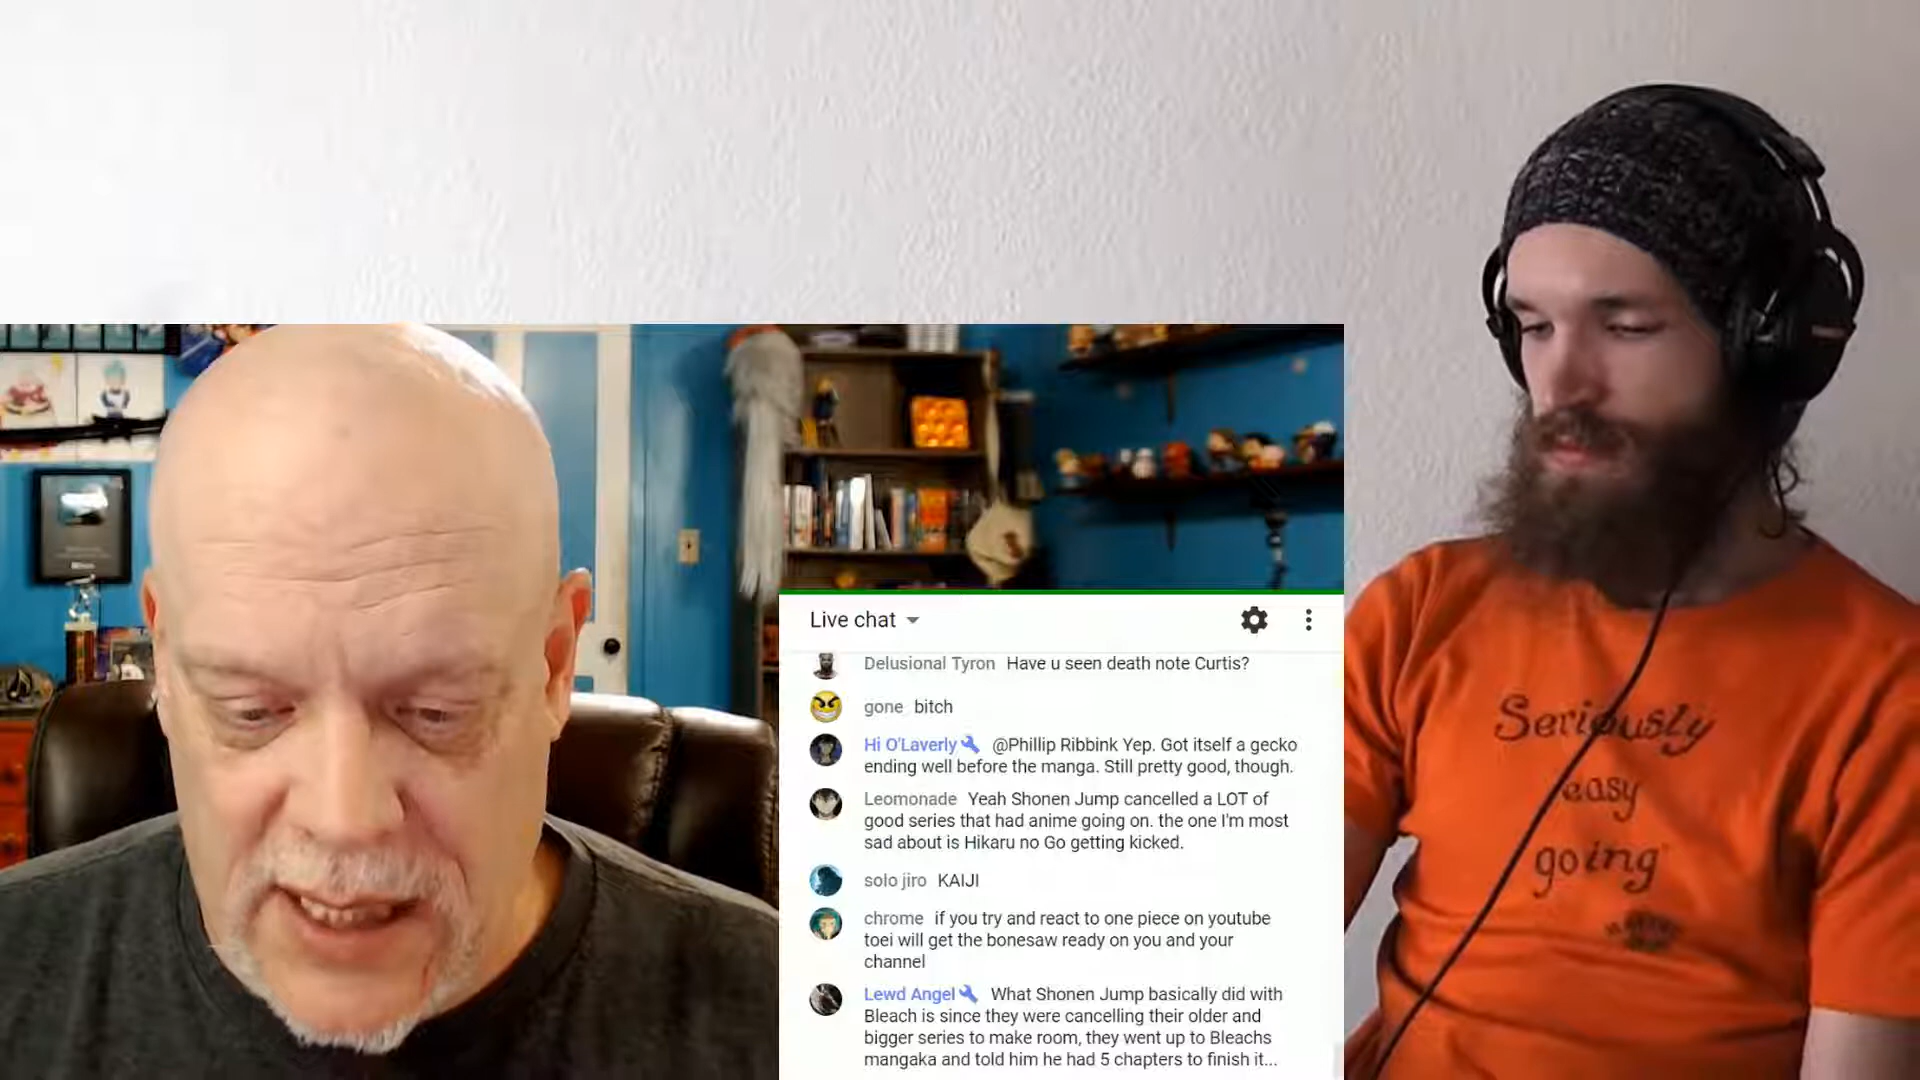 Live chat
Delusional Tyron Have u seen death note Curtis?
gone bitch
Hi O'Laverly @Phillip Ribbink Yep. Got itself a gecko
ending well before the manga. Still pretty good, though.
Leomonade Yeah Shonen Jump cancelled a LOT of
good series that had anime going on. the one I'm most
sad about is Hikaru no Go getting kicked.
solo jiro KAIJI
chrome if you try and react to one piece on youtube
toei will get the bonesaw ready on you and your
channel
Lewd Angel What Shonen Jump basically did with
Bleach is since they were cancelling their older and
bigger series to make room, they went up to Bleachs
mangaka and told him he had 5 chapters to finish it...
Seriously
easy
going